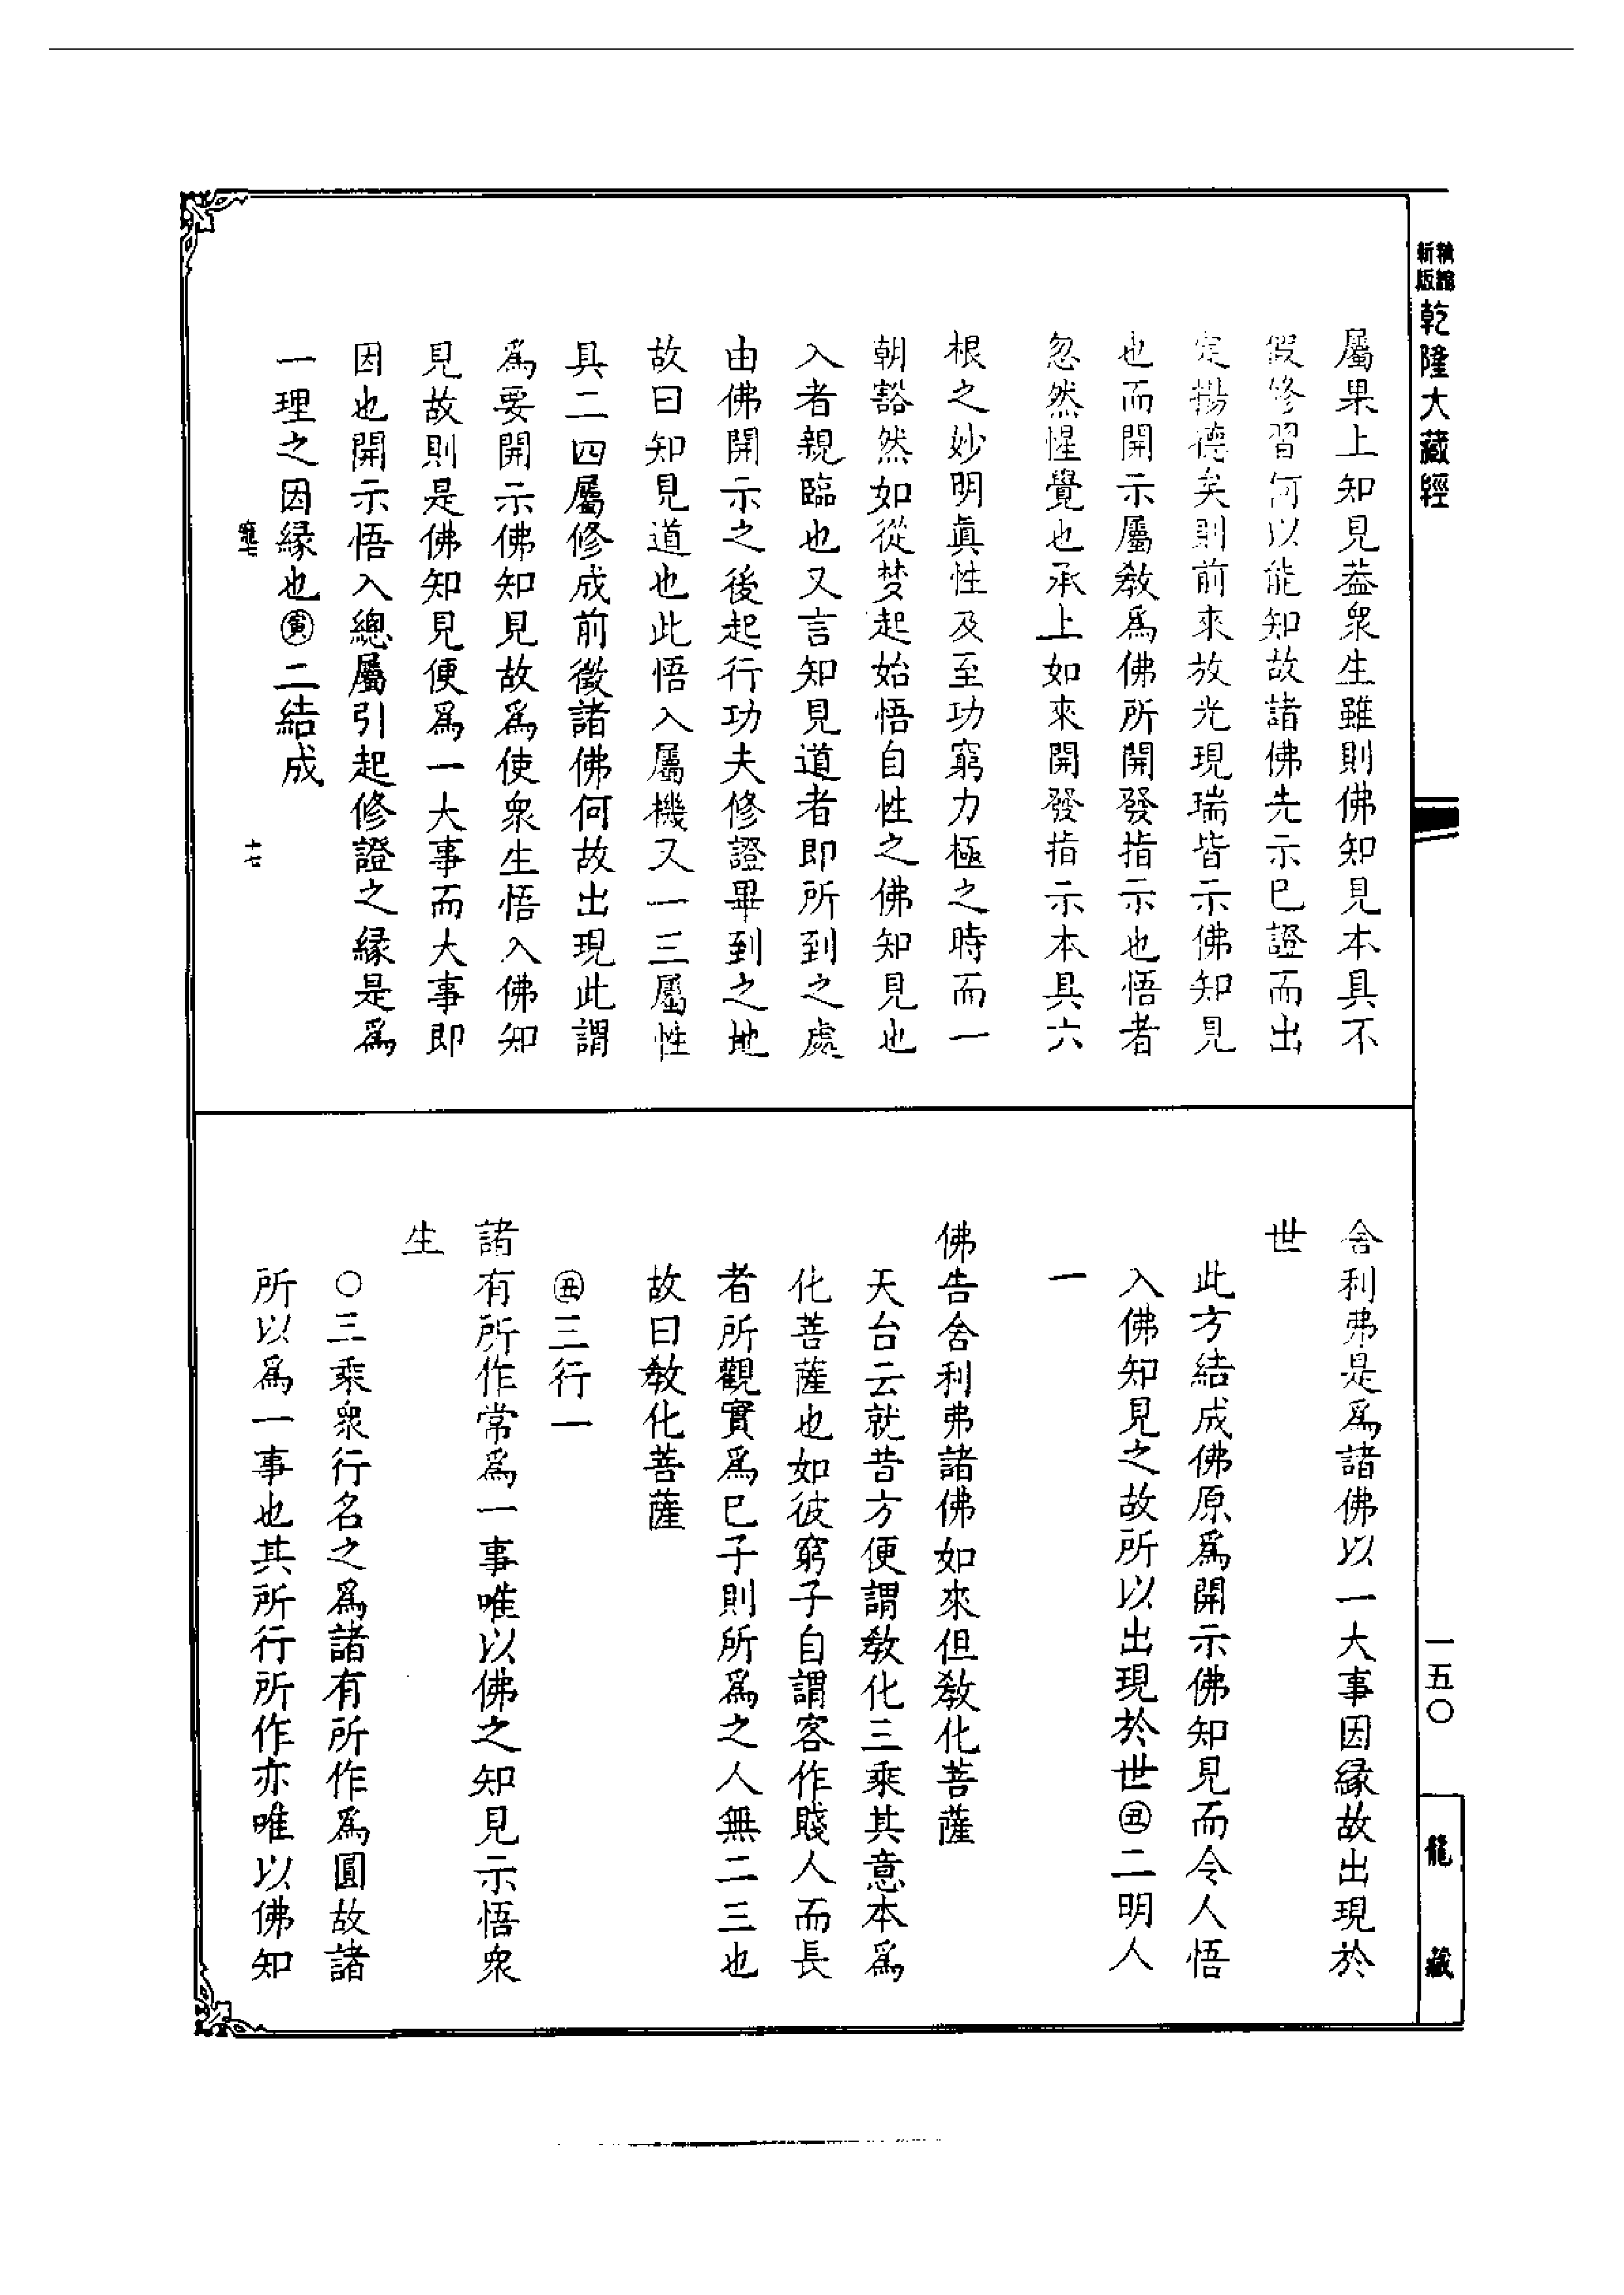 新版精縮乾隆大藏經
一五〇
龍藏
屬果上知見葢衆生雖則佛知見本具不
假修習何以能知故諸佛先示已證而出
定揚德矣則前來放光現瑞皆示佛知見
也而開示屬教爲佛所開發指示也悟者
忽然惺覺也承上如來開發指示本具六
根之妙明眞性及至功窮力極之時而一
朝豁然如從梦起始悟自性之佛知見也
入者親臨也又言知見道者即所到之處
由佛開示之後起行功夫修證畢到之地
故曰知見道也此悟入屬機又一三屬性
具二四屬修成前徵諸佛何故出現此謂
爲要開示佛知見故爲使衆生悟入佛知
見故則是佛知見便爲一大事而大事即
因也開示悟入總屬引起修證之緣是爲
一理之因緣也㊞寅二結成
十七
舍利弗是爲諸佛以一大事因緣故出現於
世
此方結成佛原爲開示佛知見而令人悟
入佛知見之故所以出現於世丑二明人
一
佛告舍利弗諸佛如來但教化菩薩
天台云就昔方便謂教化三乘其意本爲
化菩薩也如彼窮子自謂客作賤人而長
者所觀實爲已子則所爲之人無二三也
故曰教化菩薩
丑三行一
諸有所作常爲一事唯以佛之知見示悟衆
生
○三乘衆行名之爲諸有所作爲圓故諸
所以爲一事也其所行所作亦唯以佛知